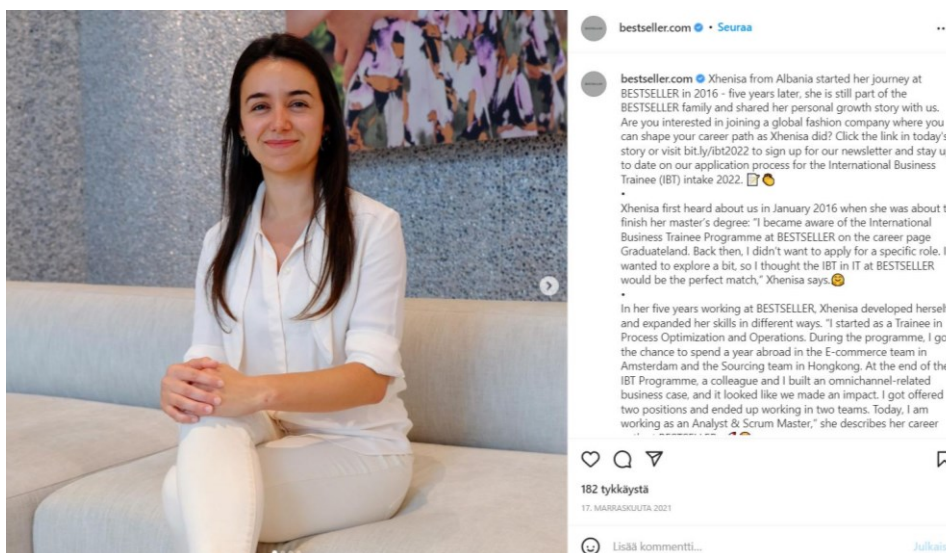 bestseller.com • Seuraa
bestseller.com Xhenisa from Albania started her journey at
BESTSELLER in 2016 - five years later, she is still part of the
BESTSELLER family and shared her personal growth story with us.
Are you interested in joining a global fashion company where you
can shape your career path as Xhenisa did? Click the link in today's
story or visit bit.ly/ibt2022 to sign up for our newsletter and stay u
to date on our application process for the International Business
Trainee (IBT) intake 2022. 📝👏
•
Xhenisa first heard about us in January 2016 when she was about t
finish her master's degree: "I became aware of the International
Business Trainee Programme at BESTSELLER on the career page
Graduateland. Back then, I didn't want to apply for a specific role. I
wanted to explore a bit, so I thought the IBT in IT at BESTSELLER
would be the perfect match," Xhenisa says.🤗
•
In her five years working at BESTSELLER, Xhenisa developed hersel
and expanded her skills in different ways. "I started as a Trainee in
Process Optimization and Operations. During the programme, I go
the chance to spend a year abroad in the E-commerce team in
Amsterdam and the Sourcing team in Hongkong. At the end of the
IBT Programme, a colleague and I built an omnichannel-related
business case, and it looked like we made an impact. I got offered
two positions and ended up working in two teams. Today, I am
working as an Analyst & Scrum Master," she describes her career
182 tykkäystä
17. MARRASKUUTA 2021
Lisää kommentti...
Julkais